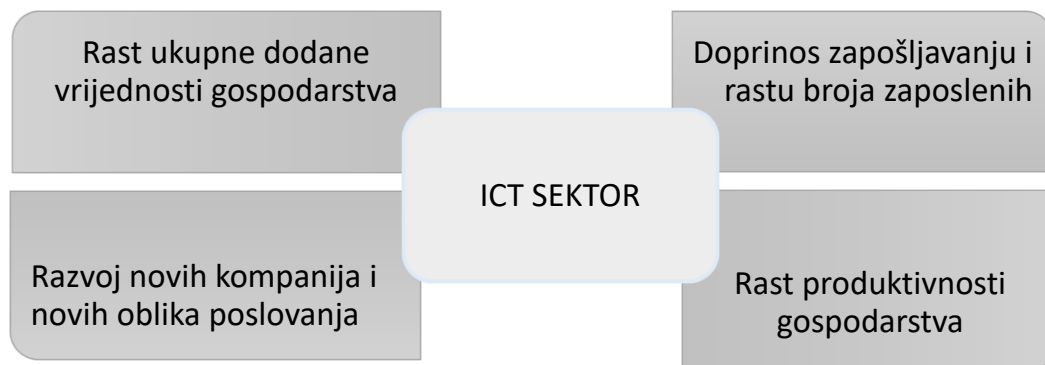 Rast ukupne dodane
vrijednosti gospodarstva
Doprinos zapošljavanju i
rastu broja zaposlenih
ICT SEKTOR
Razvoj novih kompanija i
novih oblika poslovanja
Rast produktivnosti
gospodarstva